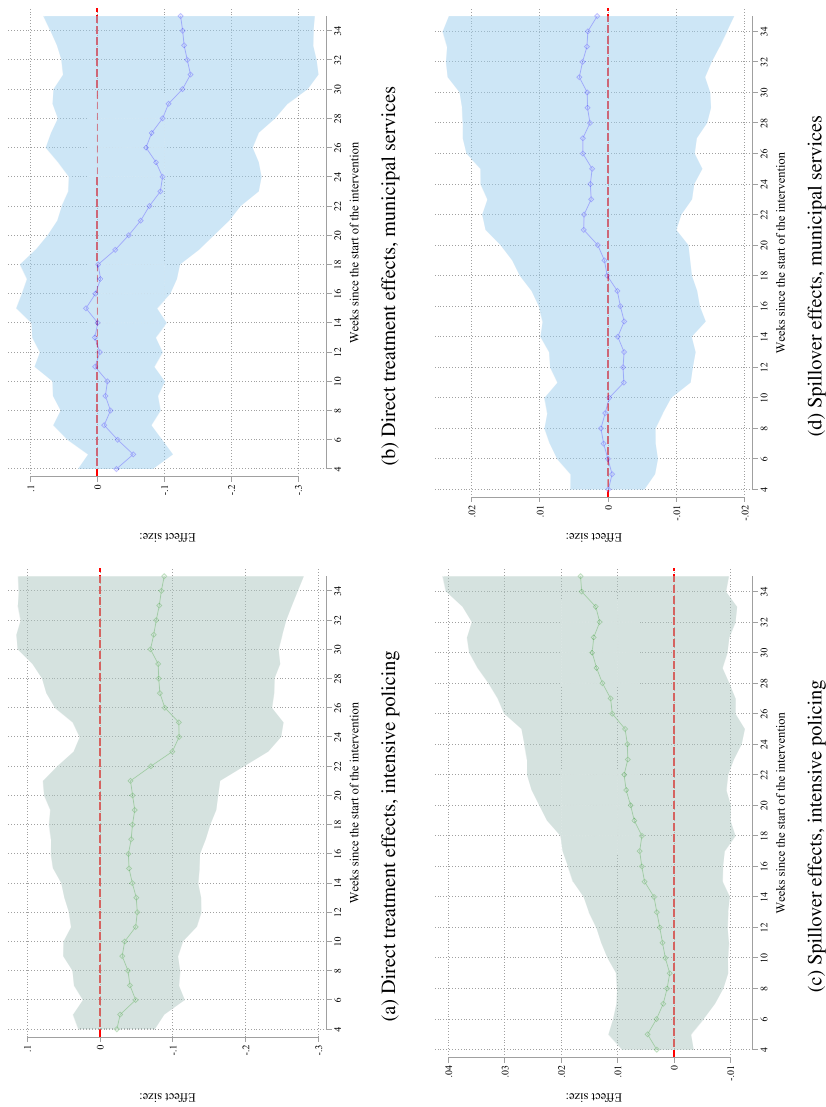 Effect size:
.1
0
-.1
-.2
-.3
4 6 8 10 12 14 16 18 20 22 24 26 28 30 32 34
Weeks since the start of the intervention
(a) Direct treatment effects, intensive policing
Effect size:
.1
0
-.1
-.2
-.3
4 6 8 10 12 14 16 18 20 22 24 26 28 30 32 34
Weeks since the start of the intervention
(b) Direct treatment effects, municipal services
Effect size:
.04
.03
.02
.01
0
-.01
4 6 8 10 12 14 16 18 20 22 24 26 28 30 32 34
Weeks since the start of the intervention
(c) Spillover effects, intensive policing
Effect size:
.02
.01
0
-.01
-.02
4 6 8 10 12 14 16 18 20 22 24 26 28 30 32 34
Weeks since the start of the intervention
(d) Spillover effects, municipal services